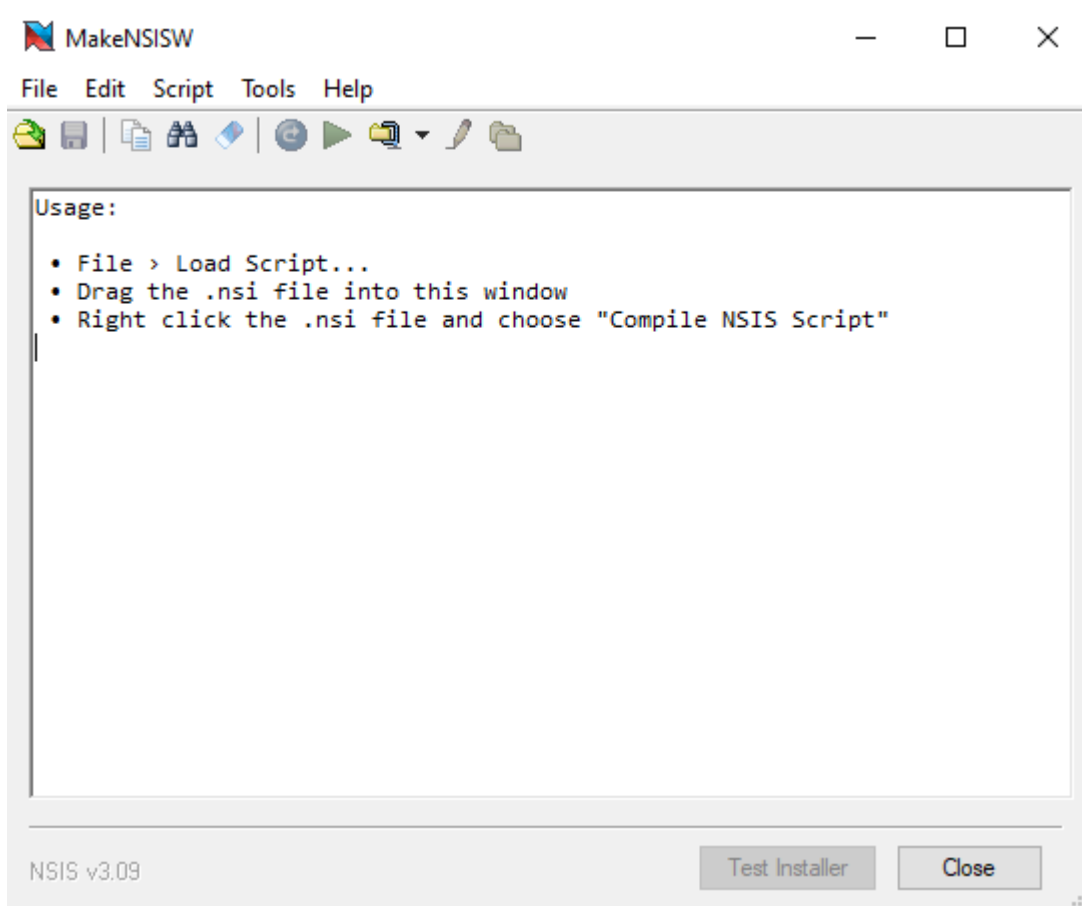 MakeNSISW
File Edit Script Tools Help
Usage:
• File › Load Script...
• Drag the .nsi file into this window
• Right click the .nsi file and choose "Compile NSIS Script"
NSIS v3.09
Test Installer
Close